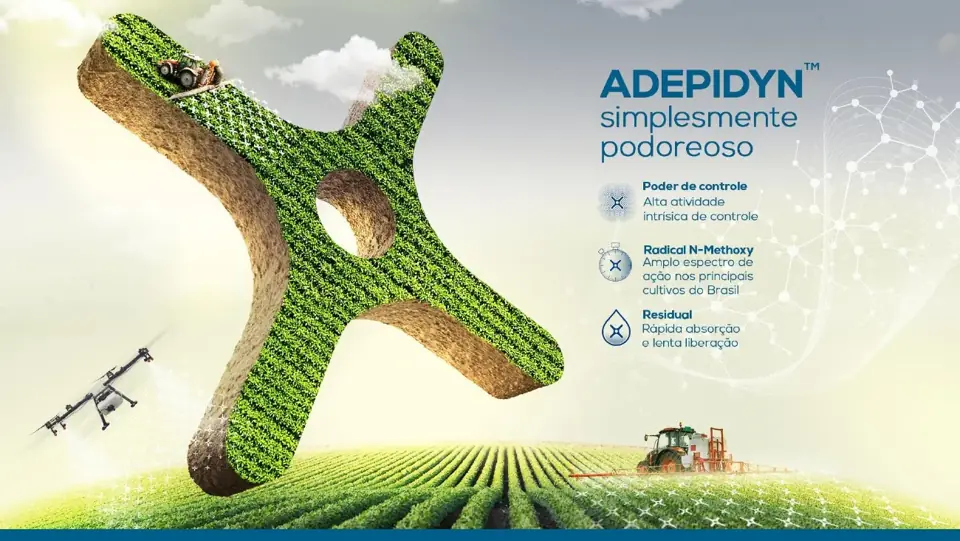 ADEPIDYN™
simplesmente
podoreoso
Poder de controle
Alta atividade
intrísica de controle
Radical N-Methoxy
Amplo espectro de
ação nos principais
cultivos do Brasil
Residual
Rápida absorção
e lenta liberação